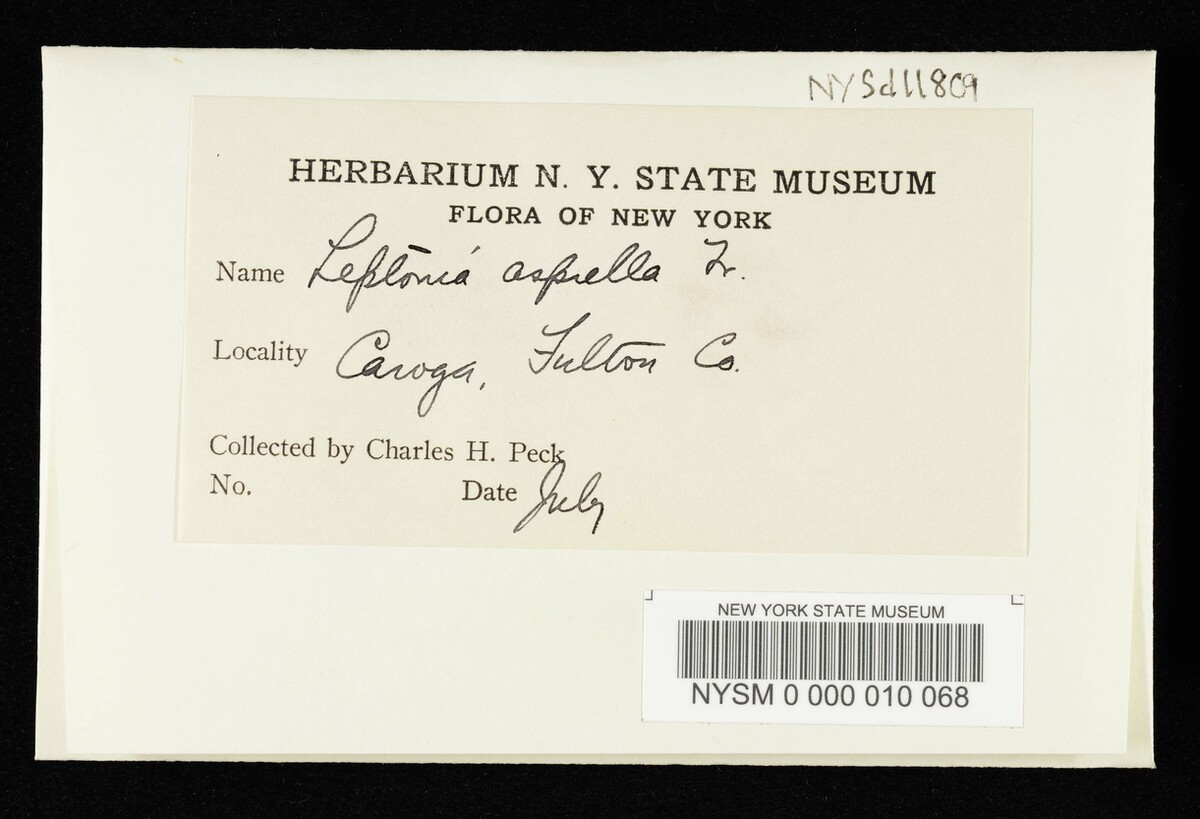 NYSd11809
HERBARIUM N. Y. STATE MUSEUM
FLORA OF NEW YORK
Name Leptonia asprella Fr.
Locality Caroga, Fulton Co.
Collected by Charles H. Peck
No. Date July
NEW YORK STATE MUSEUM
NYSM 0 000 010 068